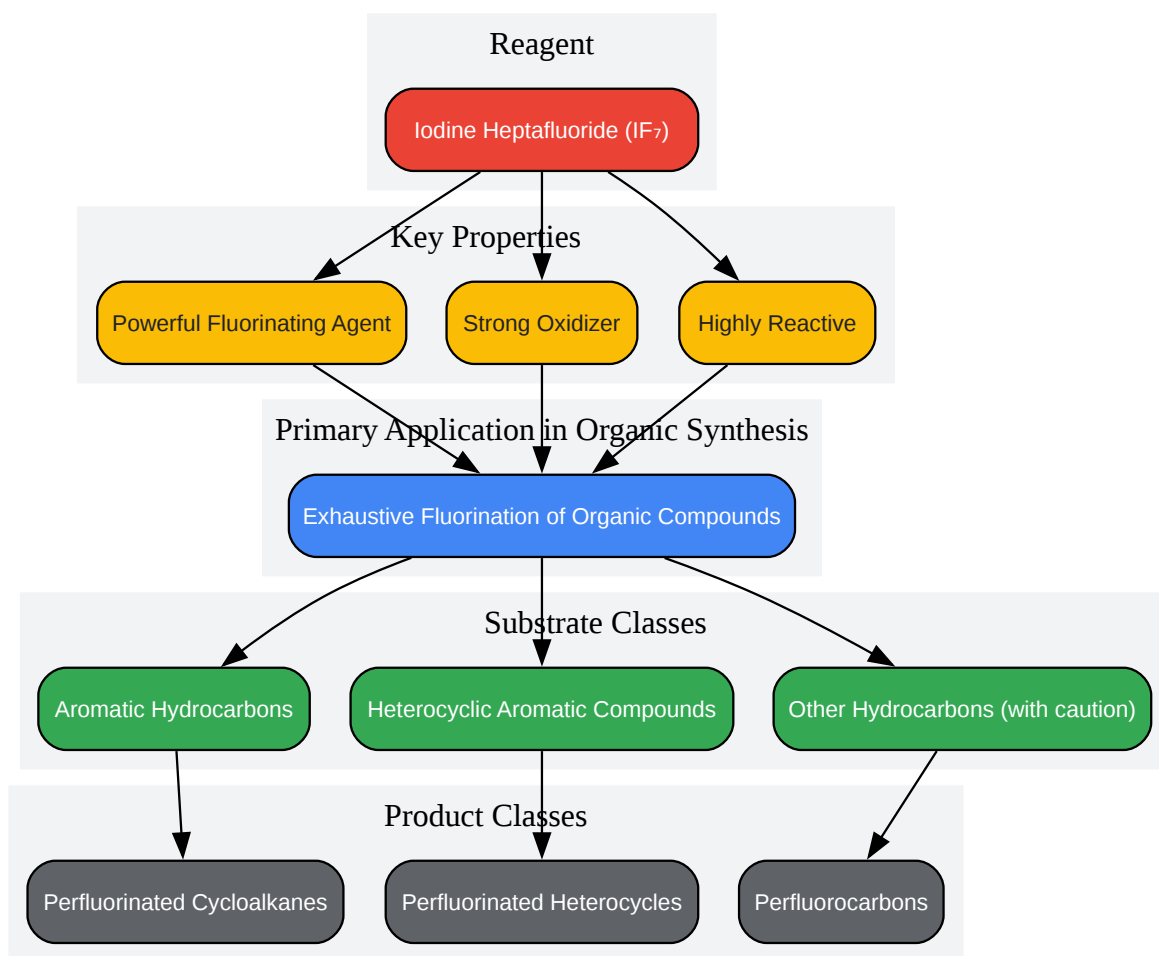 Reagent
Iodine Heptafluoride (IF₇)
Key Properties
Powerful Fluorinating Agent
Strong Oxidizer
Highly Reactive
Primary Application in Organic Synthesis
Exhaustive Fluorination of Organic Compounds
Substrate Classes
Aromatic Hydrocarbons
Heterocyclic Aromatic Compounds
Other Hydrocarbons (with caution)
Product Classes
Perfluorinated Cycloalkanes
Perfluorinated Heterocycles
Perfluorocarbons